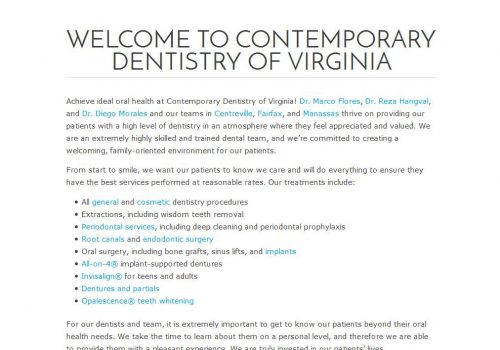 WELCOME TO CONTEMPORARY
DENTISTRY OF VIRGINIA
Achieve ideal oral health at Contemporary Dentistry of Virginia! Dr. Marco Flores, Dr. Reza Hangval,
and Dr. Diego Morales and our teams in Centreville, Fairfax, and Manassas thrive on providing our
patients with a high level of dentistry in an atmosphere where they feel appreciated and valued. We
are an extremely highly skilled and trained dental team, and we're committed to creating a
welcoming, family-oriented environment for our patients.
From start to smile, we want our patients to know we care and will do everything to ensure they
have the best services performed at reasonable rates. Our treatments include:
• All general and cosmetic dentistry procedures
• Extractions, including wisdom teeth removal
• Periodontal services, including deep cleaning and periodontal prophylaxis
• Root canals and endodontic surgery
• Oral surgery, including bone grafts, sinus lifts, and implants
• All-on-4® implant-supported dentures
• Invisalign® for teens and adults
• Dentures and partials
• Opalescence® teeth whitening
For our dentists and team, it is extremely important to get to know our patients beyond their oral
health needs. We take the time to learn about them on a personal level, and therefore we are able
to provide them with a pleasant experience. We are truly invested in our patients' lives